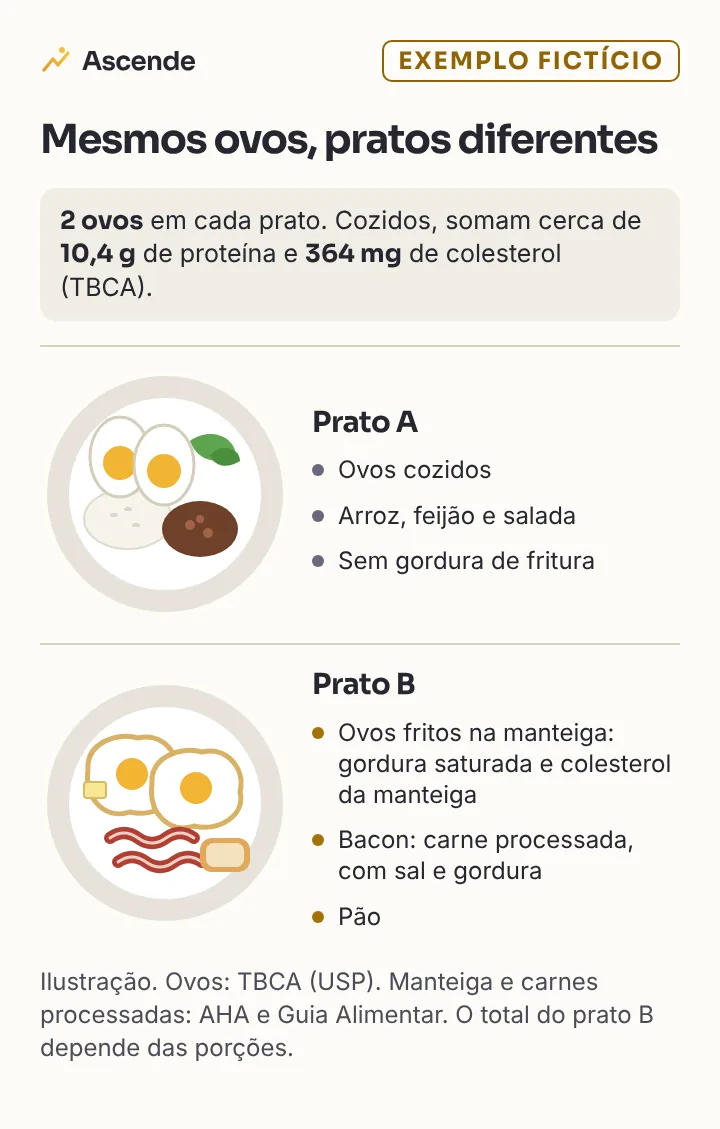 Ascende
EXEMPLO FICTÍCIO
Mesmos ovos, pratos diferentes
2 ovos em cada prato. Cozidos, somam cerca de
10,4 g de proteína e 364 mg de colesterol
(TBCA).
Prato A
Ovos cozidos
Arroz, feijão e salada
Sem gordura de fritura
Prato B
Ovos fritos na manteiga:
gordura saturada e colesterol
da manteiga
Bacon: carne processada,
com sal e gordura
Pão
Ilustração. Ovos: TBCA (USP). Manteiga e carnes
processadas: AHA e Guia Alimentar. O total do prato B
depende das porções.